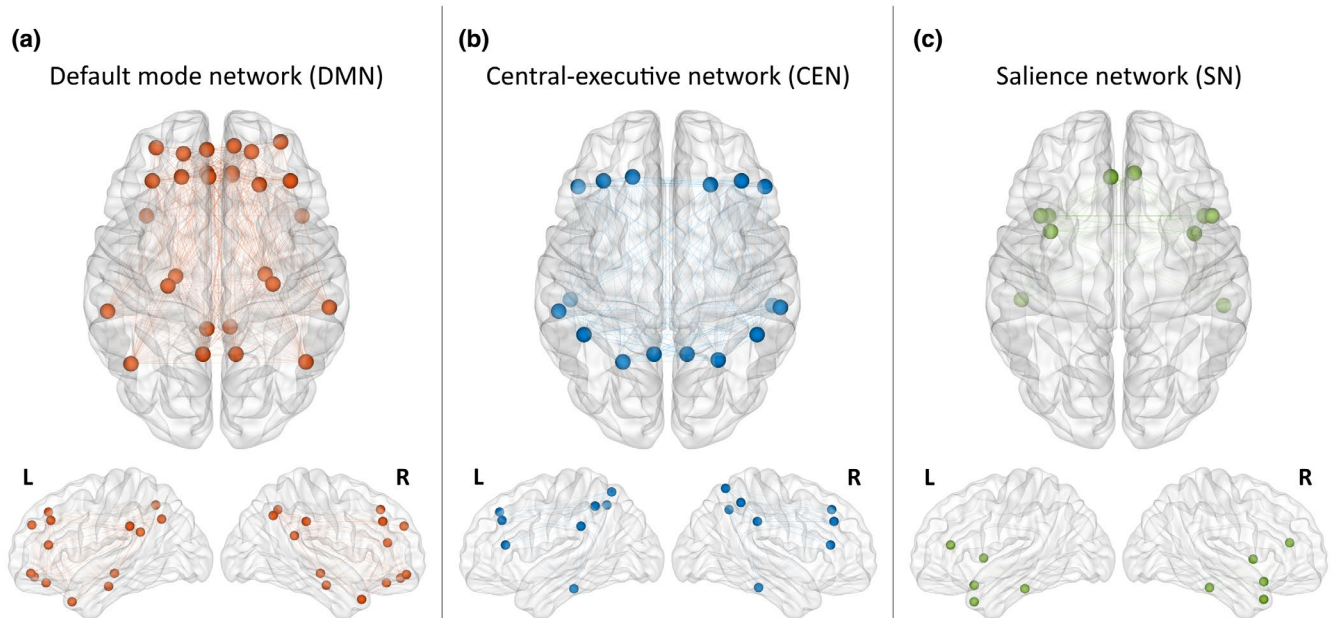 (a)
Default mode network (DMN)
L
R
(b)
Central-executive network (CEN)
L
R
(c)
Salience network (SN)
L
R